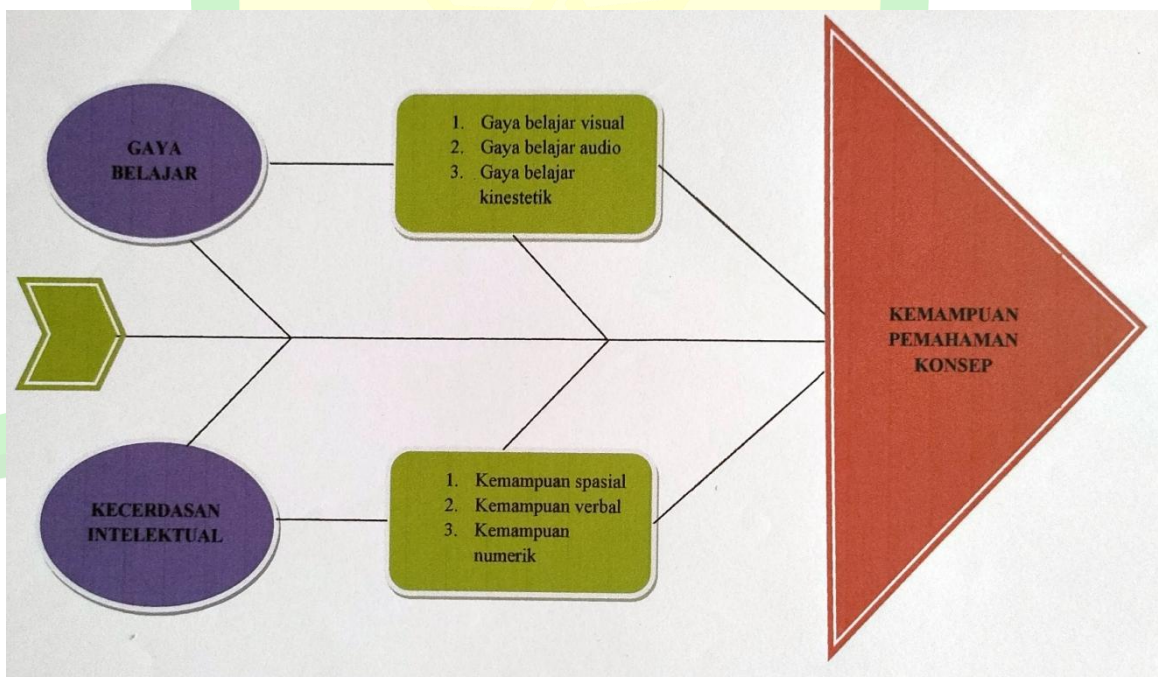 GAYA
BELAJAR
1. Gaya belajar visual
2. Gaya belajar audio
3. Gaya belajar
kinestetik
KEMAMPUAN
PEMAHAMAN
KONSEP
KECERDASAN
INTELEKTUAL
1. Kemampuan spasial
2. Kemampuan verbal
3. Kemampuan
numerik